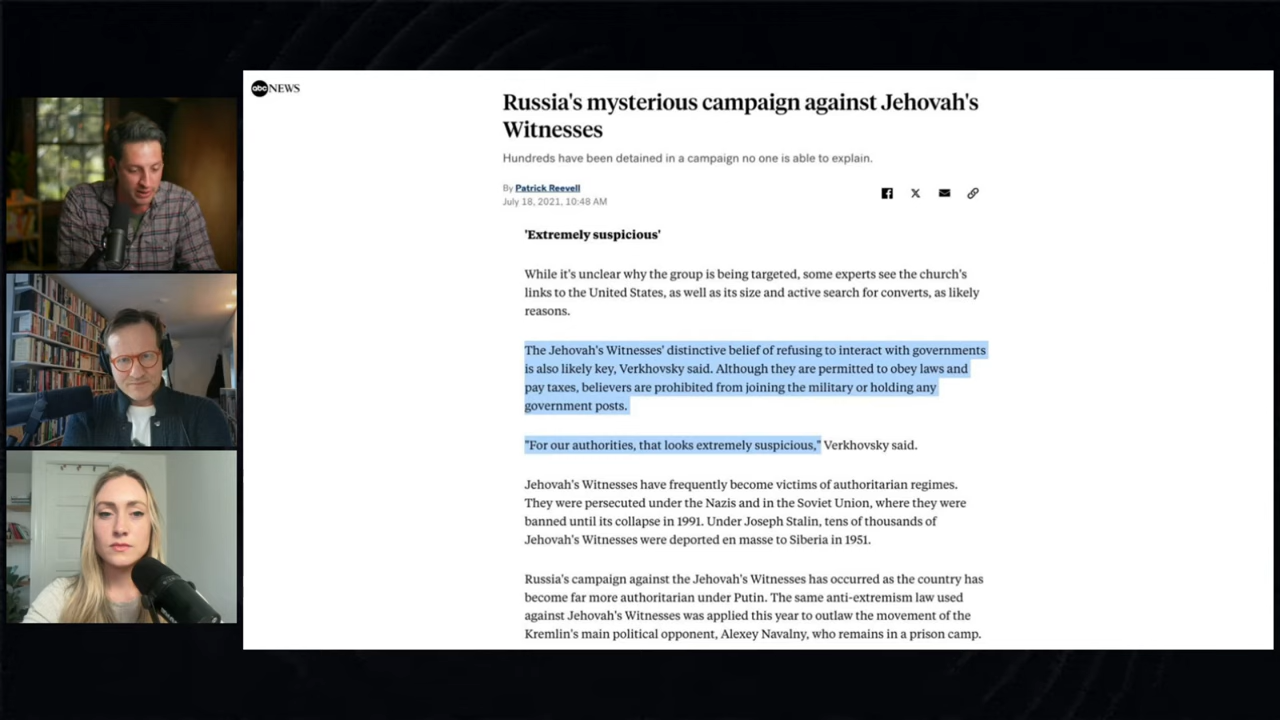 abc NEWS
Russia's mysterious campaign against Jehovah's
Witnesses
Hundreds have been detained in a campaign no one is able to explain.
By Patrick Reevell
July 18, 2021, 10:48 AM
'Extremely suspicious'
While it's unclear why the group is being targeted, some experts see the church's
links to the United States, as well as its size and active search for converts, as likely
reasons.
The Jehovah's Witnesses' distinctive belief of refusing to interact with governments
is also likely key, Verkhovsky said. Although they are permitted to obey laws and
pay taxes, believers are prohibited from joining the military or holding any
government posts.
"For our authorities, that looks extremely suspicious," Verkhovsky said.
Jehovah's Witnesses have frequently become victims of authoritarian regimes.
They were persecuted under the Nazis and in the Soviet Union, where they were
banned until its collapse in 1991. Under Joseph Stalin, tens of thousands of
Jehovah's Witnesses were deported en masse to Siberia in 1951.
Russia's campaign against the Jehovah's Witnesses has occurred as the country has
become far more authoritarian under Putin. The same anti-extremism law used
against Jehovah's Witnesses was applied this year to outlaw the movement of the
Kremlin's main political opponent, Alexey Navalny, who remains in a prison camp.